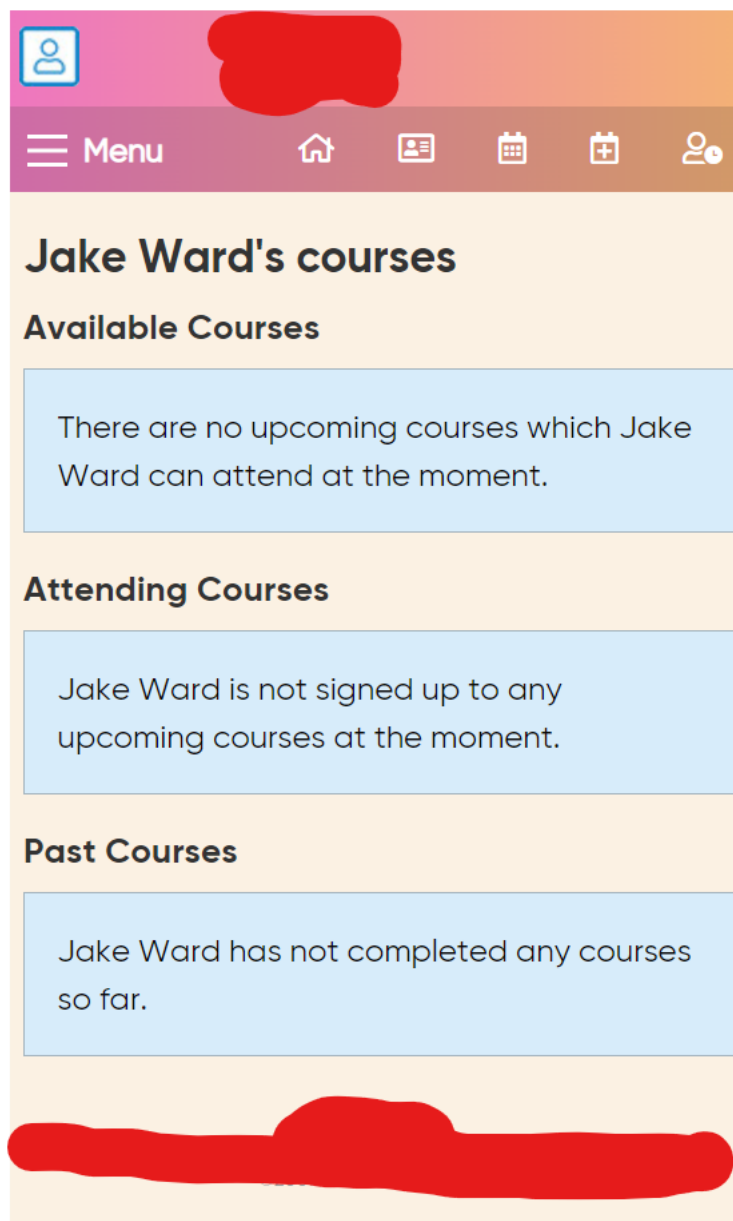 Menu
Jake Ward's courses
Available Courses
There are no upcoming courses which Jake
Ward can attend at the moment.
Attending Courses
Jake Ward is not signed up to any
upcoming courses at the moment.
Past Courses
Jake Ward has not completed any courses
so far.